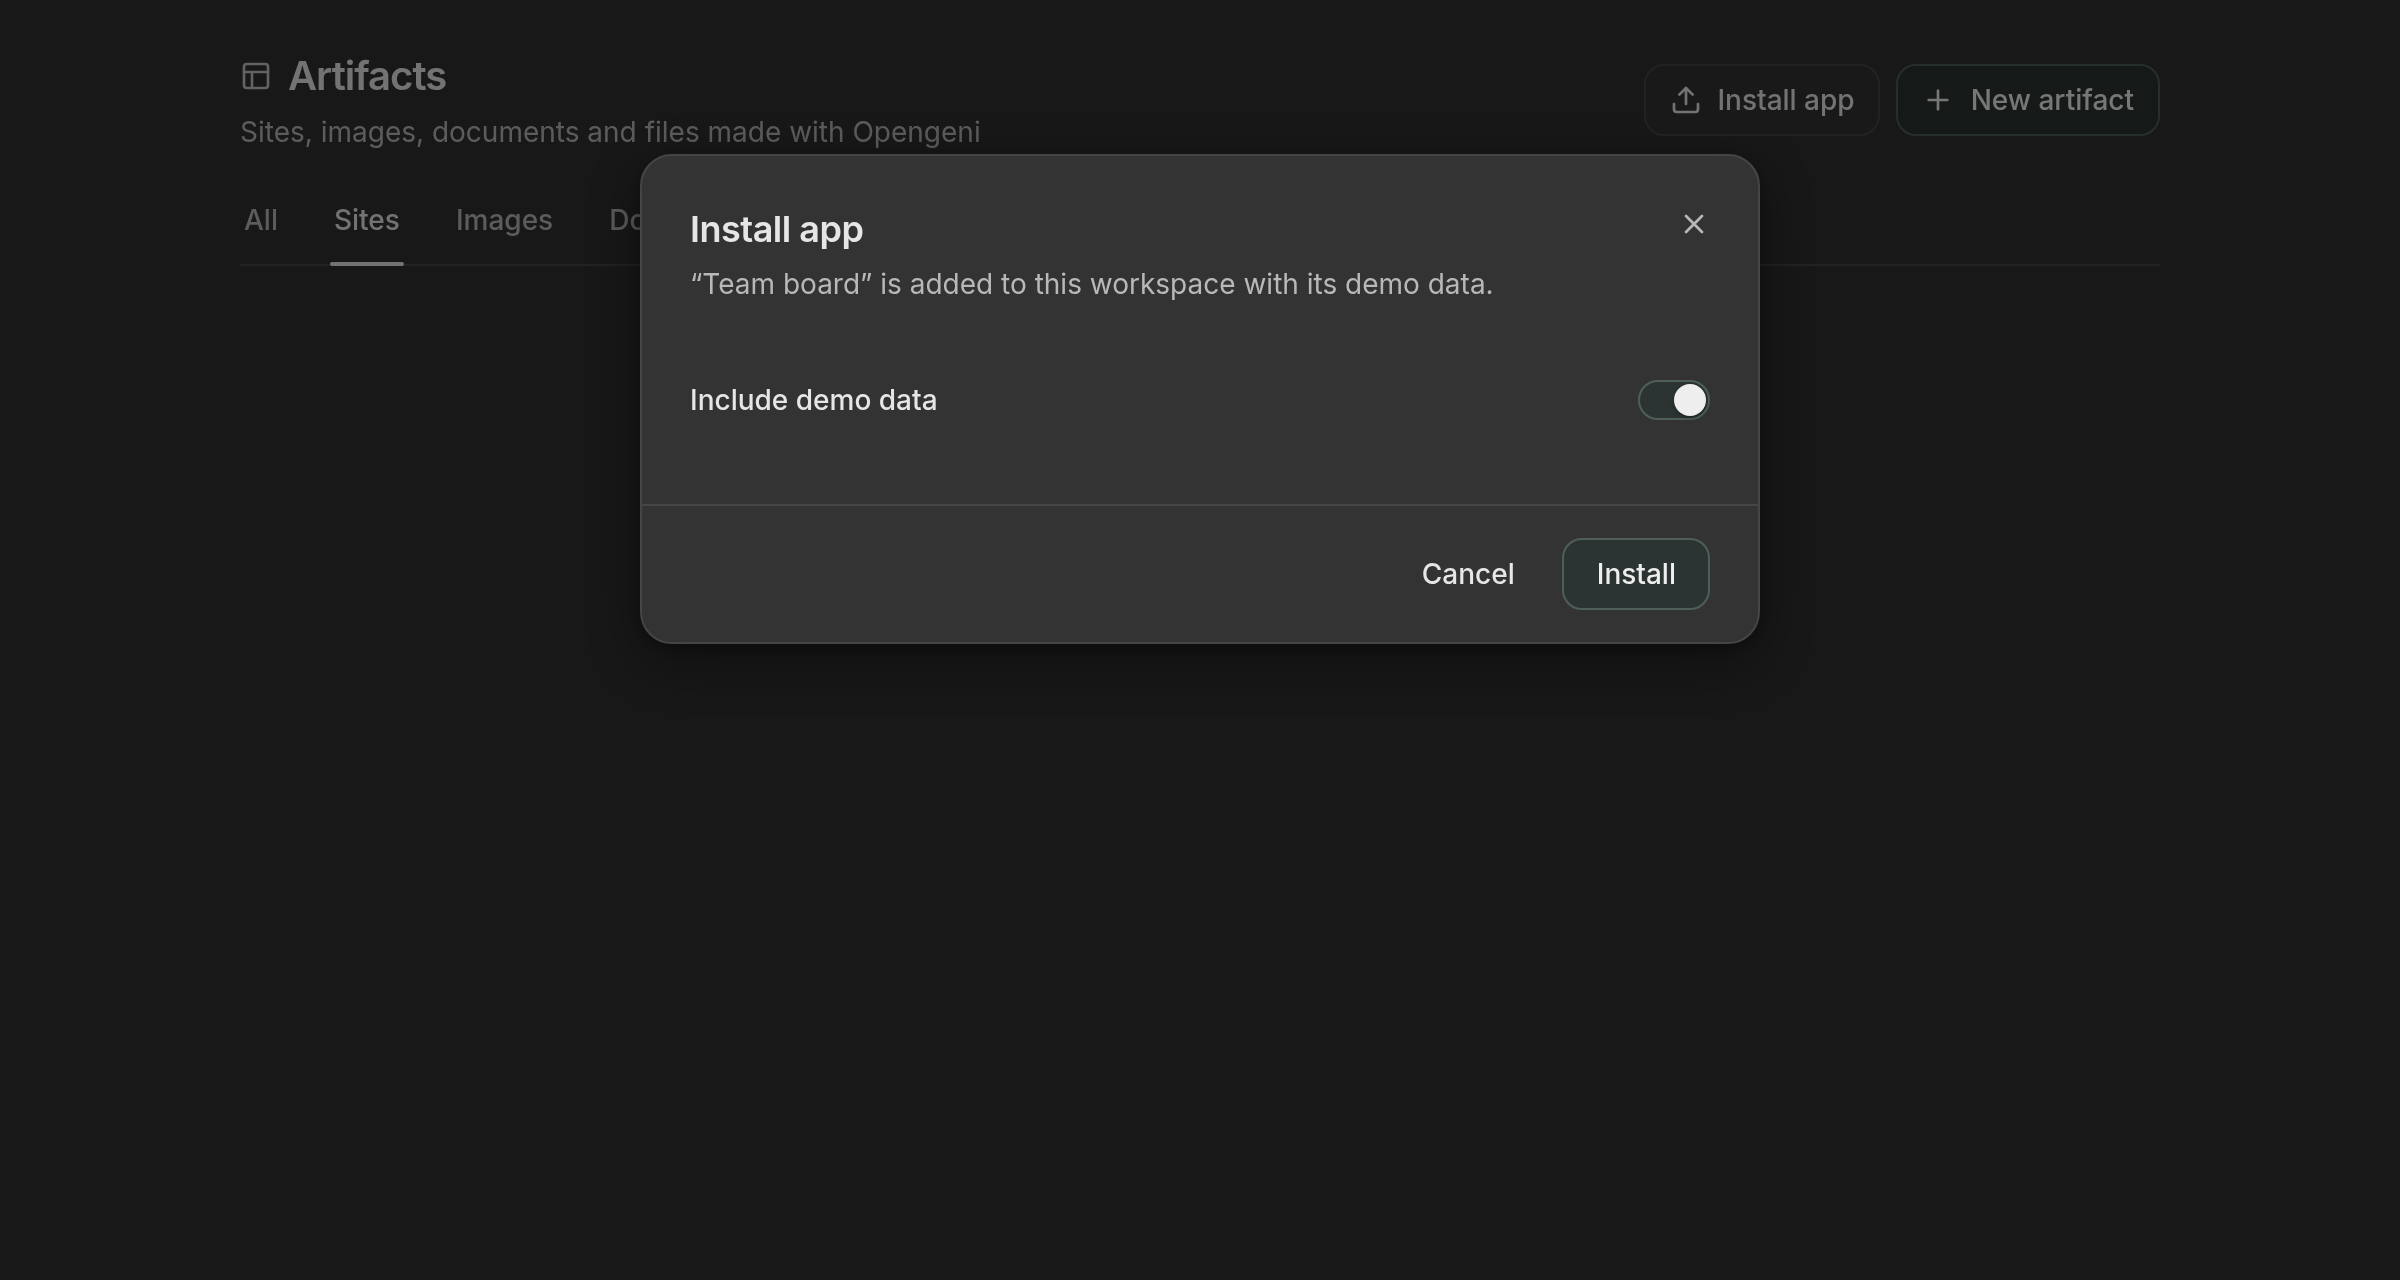 Artifacts
Sites, images, documents and files made with Opengeni
Install app
New artifact
All
Sites
Images
Install app
“Team board” is added to this workspace with its demo data.
Include demo data
Cancel
Install